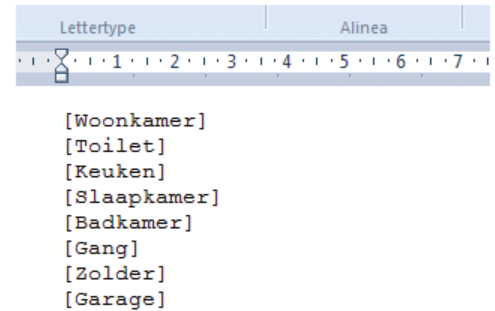 Lettertype Alinea
1 2 3 4 5 6 7
[Woonkamer]
[Toilet]
[Keuken]
[Slaapkamer]
[Badkamer]
[Gang]
[Zolder]
[Garage]